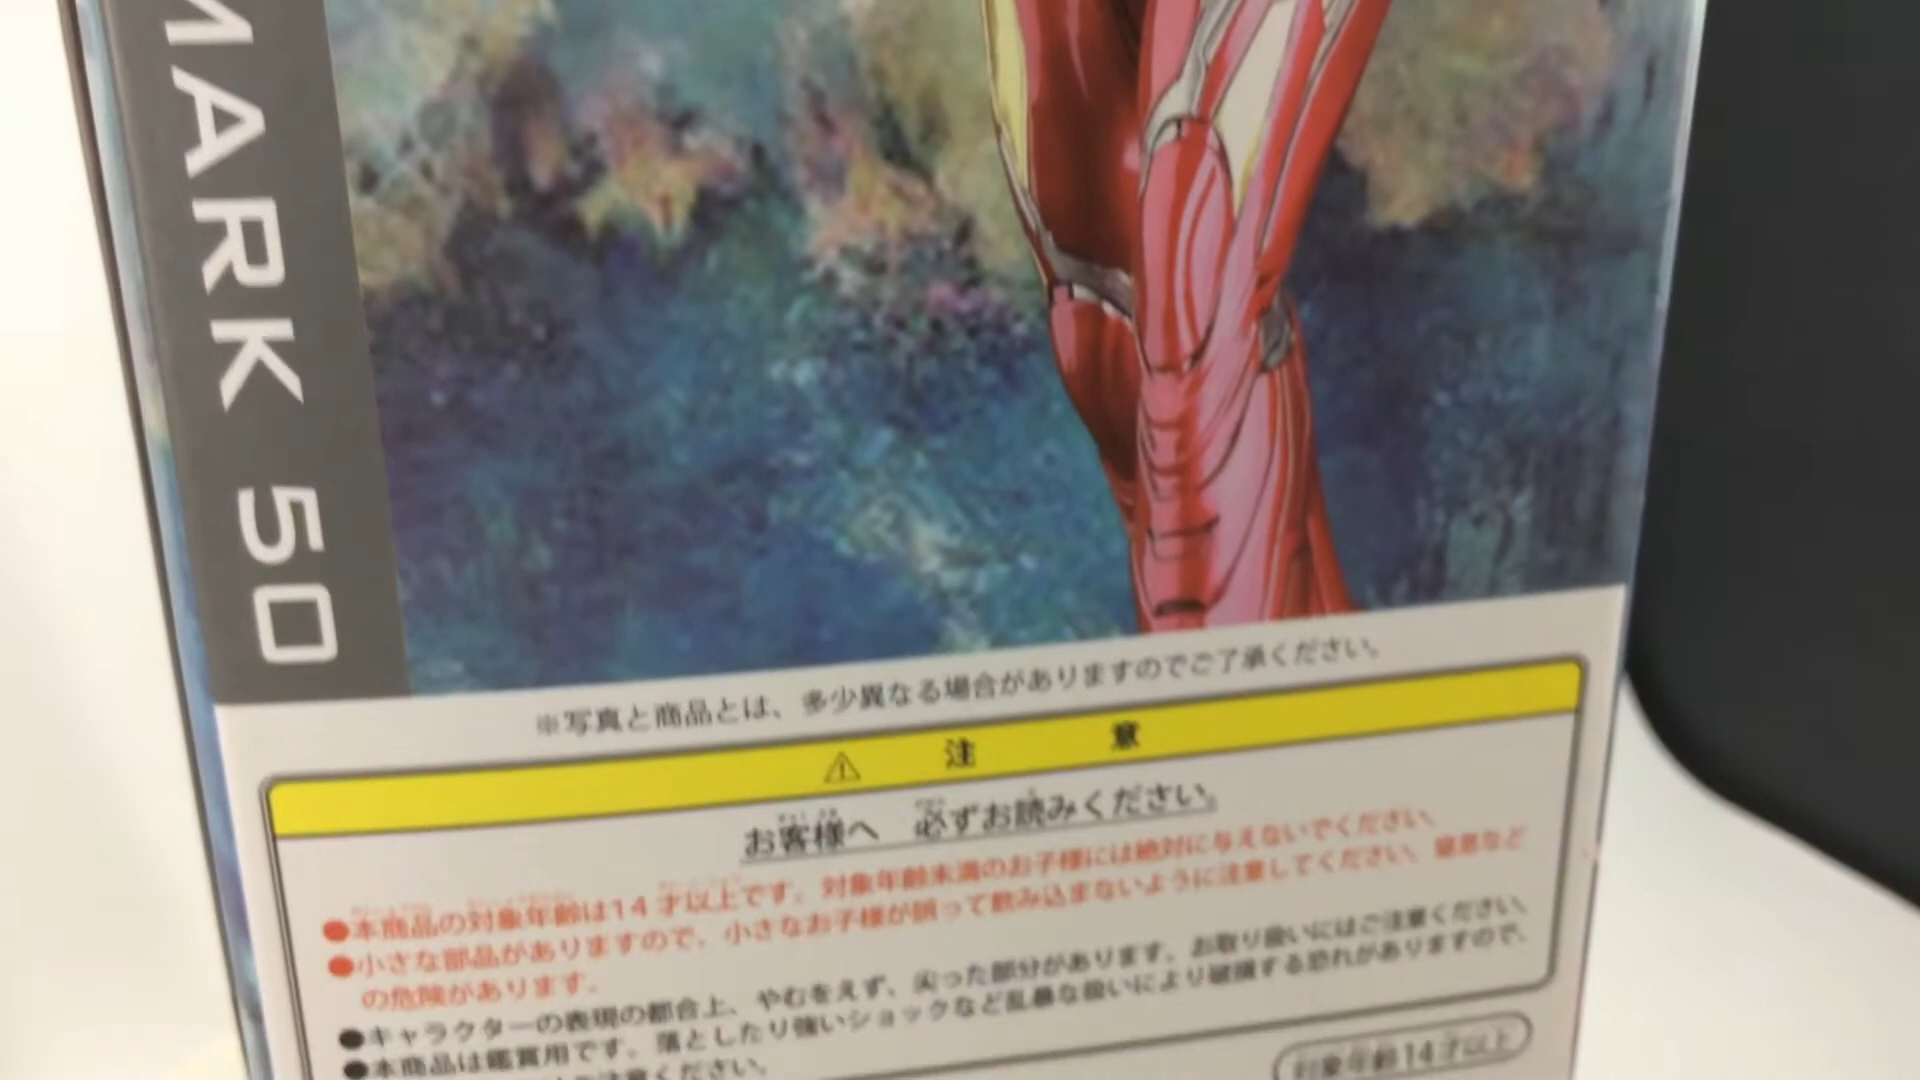 MARK 50
※写真と商品とは、多少異なる場合がありますのでご了承ください。
⚠ 注意
お客様へ 必ずお読みください。
●本商品の対象年齢は14才以上です。対象年齢未満のお子様には絶対に与えないでください。
●小さな部品がありますので、小さなお子様が誤って飲み込まないように注意してください。窒息など
の危険があります。
●キャラクターの表現の都合上、やむをえず、尖った部分があります。お取り扱いにはご注意ください。
●本商品は鑑賞用です。落としたり強いショックなど乱暴な扱いにより破損する恐れがありますので、
ご注意ください。
対象年齢14才以上